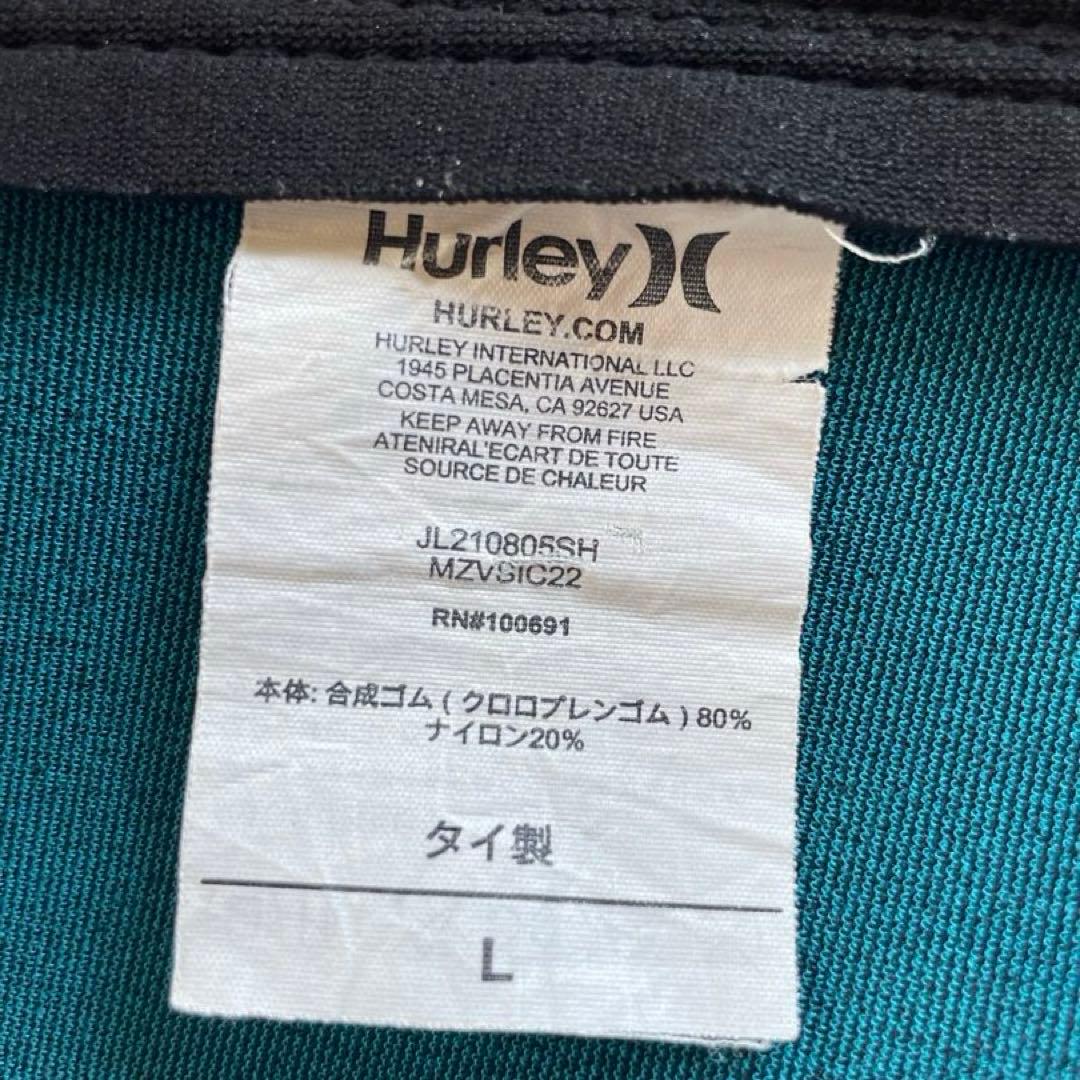 Hurley
HURLEY.COM
HURLEY INTERNATIONAL LLC
1945 PLACENTIA AVENUE
COSTA MESA, CA 92627 USA
KEEP AWAY FROM FIRE
ATENIRAL'ECART DE TOUTE
SOURCE DE CHALEUR
JL210805SH
MZVSIC22
RN#100691
本体: 合成ゴム ( クロロプレンゴム ) 80%
ナイロン20%
タイ製
L